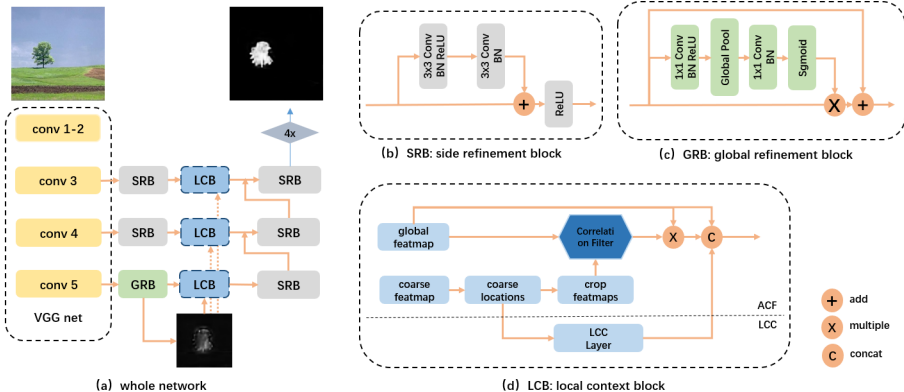 conv 1-2
conv 3
SRB
LCB
SRB
conv 4
SRB
LCB
SRB
conv 5
GRB
LCB
SRB
4x
VGG net
(a) whole network
3x3 Conv
BN ReLU
3x3 Conv
BN
+
ReLU
(b) SRB: side refinement block
1x1 Conv
BN ReLU
Global Pool
1x1 Conv
BN
Sgmoid
X
+
(c) GRB: global refinement block
global
featmap
Correlati
on Filter
X
C
coarse
featmap
coarse
locations
crop
featmaps
ACF
LCC
LCC
Layer
(d) LCB: local context block
+ add
X multiple
C concat